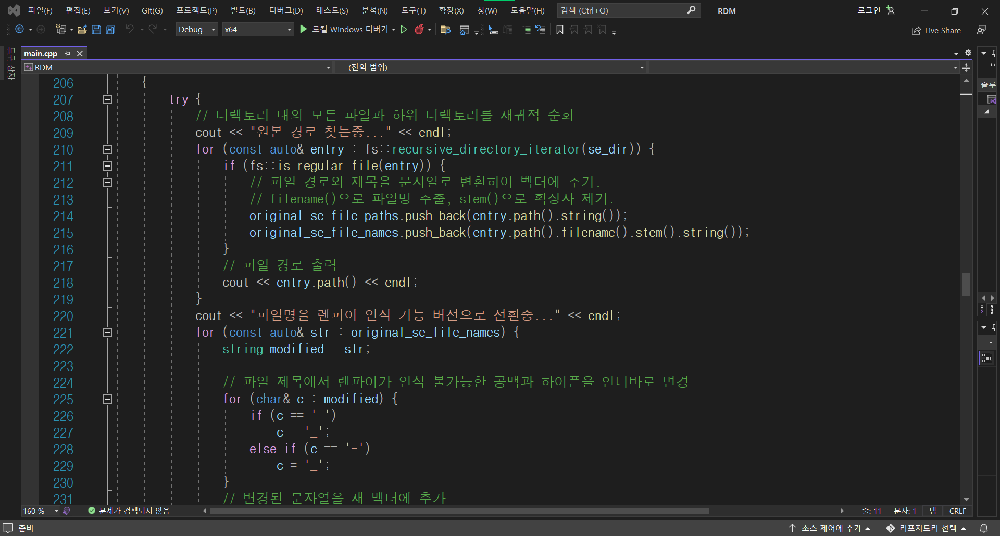 파일(F) 편집(E) 보기(V) Git(G) 프로젝트(P) 빌드(B) 디버그(D) 테스트(S) 분석(N) 도구(T) 확장(X) 창(W) 도움말(H) 검색 (Ctrl+Q) RDM 로그인
Debug x64 로컬 Windows 디버거 Live Share
도구 상자
main.cpp
RDM (전역 범위)
솔루
206 {
207 try {
208 // 디렉토리 내의 모든 파일과 하위 디렉토리를 재귀적 순회
209 cout << "원본 경로 찾는중..." << endl;
210 for (const auto& entry : fs::recursive_directory_iterator(se_dir)) {
211 if (fs::is_regular_file(entry)) {
212 // 파일 경로와 제목을 문자열로 변환하여 벡터에 추가.
213 // filename()으로 파일명 추출, stem()으로 확장자 제거.
214 original_se_file_paths.push_back(entry.path().string());
215 original_se_file_names.push_back(entry.path().filename().stem().string());
216 }
217 // 파일 경로 출력
218 cout << entry.path() << endl;
219 }
220 cout << "파일명을 렌파이 인식 가능 버전으로 전환중..." << endl;
221 for (const auto& str : original_se_file_names) {
222 string modified = str;
223
224 // 파일 제목에서 렌파이가 인식 불가능한 공백과 하이픈을 언더바로 변경
225 for (char& c : modified) {
226 if (c == ' ')
227 c = '_';
228 else if (c == '-')
229 c = '_';
230 }
231 // 변경된 문자열을 새 벡터에 추가
160 % 문제가 검색되지 않음 줄: 11 문자: 1 탭 CRLF
준비 소스 제어에 추가 리포지토리 선택